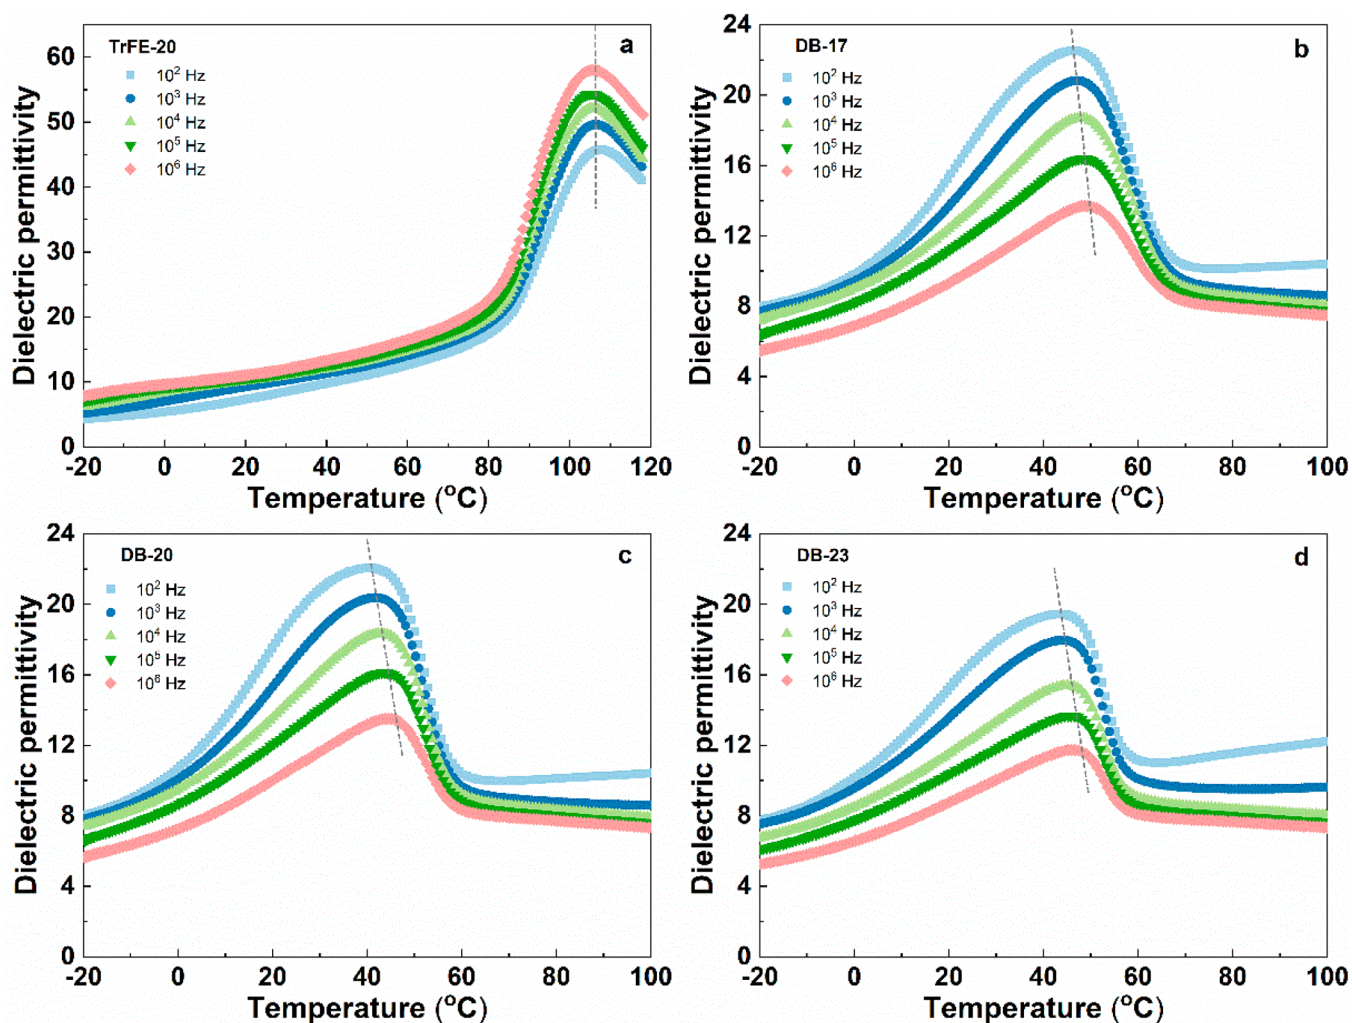 TrFE-20
a
10² Hz
10³ Hz
10⁴ Hz
10⁵ Hz
10⁶ Hz
Dielectric permittivity
60
50
40
30
20
10
0
-20 0 20 40 60 80 100 120
Temperature (°C)
DB-17
b
10² Hz
10³ Hz
10⁴ Hz
10⁵ Hz
10⁶ Hz
Dielectric permittivity
24
20
16
12
8
4
0
-20 0 20 40 60 80 100
Temperature (°C)
DB-20
c
10² Hz
10³ Hz
10⁴ Hz
10⁵ Hz
10⁶ Hz
Dielectric permittivity
24
20
16
12
8
4
0
-20 0 20 40 60 80 100
Temperature (°C)
DB-23
d
10² Hz
10³ Hz
10⁴ Hz
10⁵ Hz
10⁶ Hz
Dielectric permittivity
24
20
16
12
8
4
0
-20 0 20 40 60 80 100
Temperature (°C)